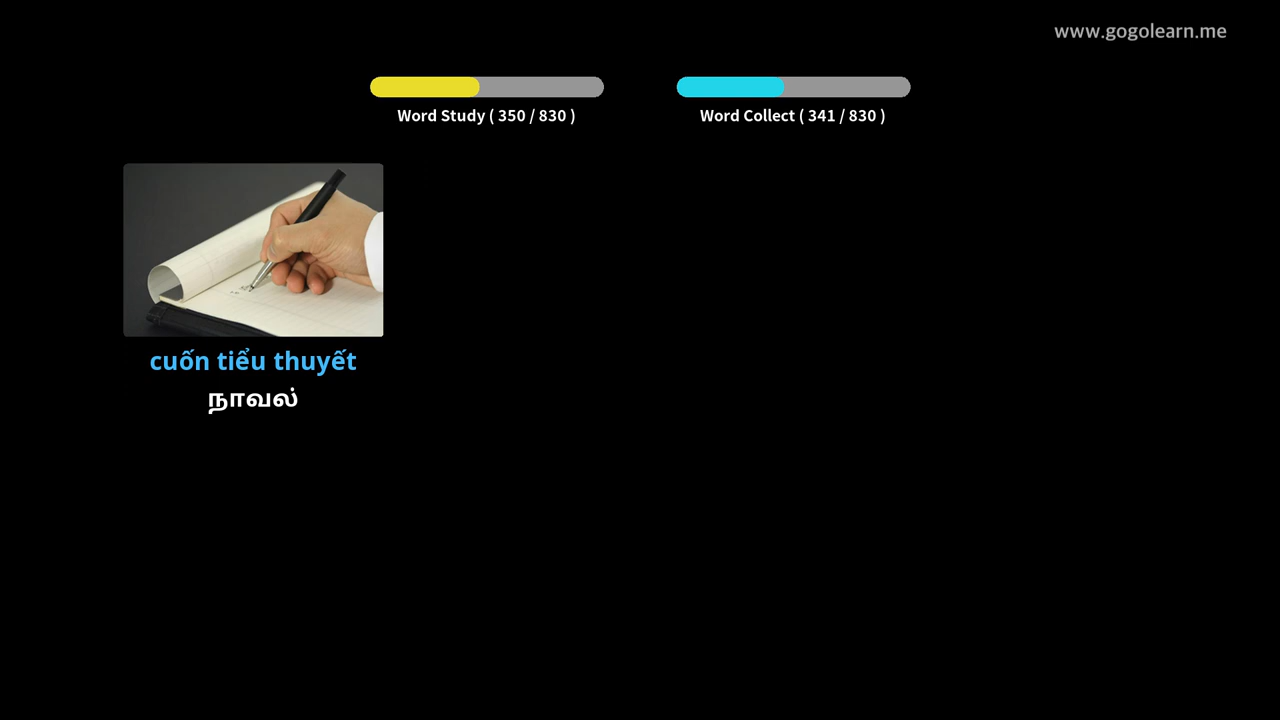 www.gogolearn.me
Word Study ( 350 / 830 )
Word Collect ( 341 / 830 )
cuốn tiểu thuyết
நாவல்